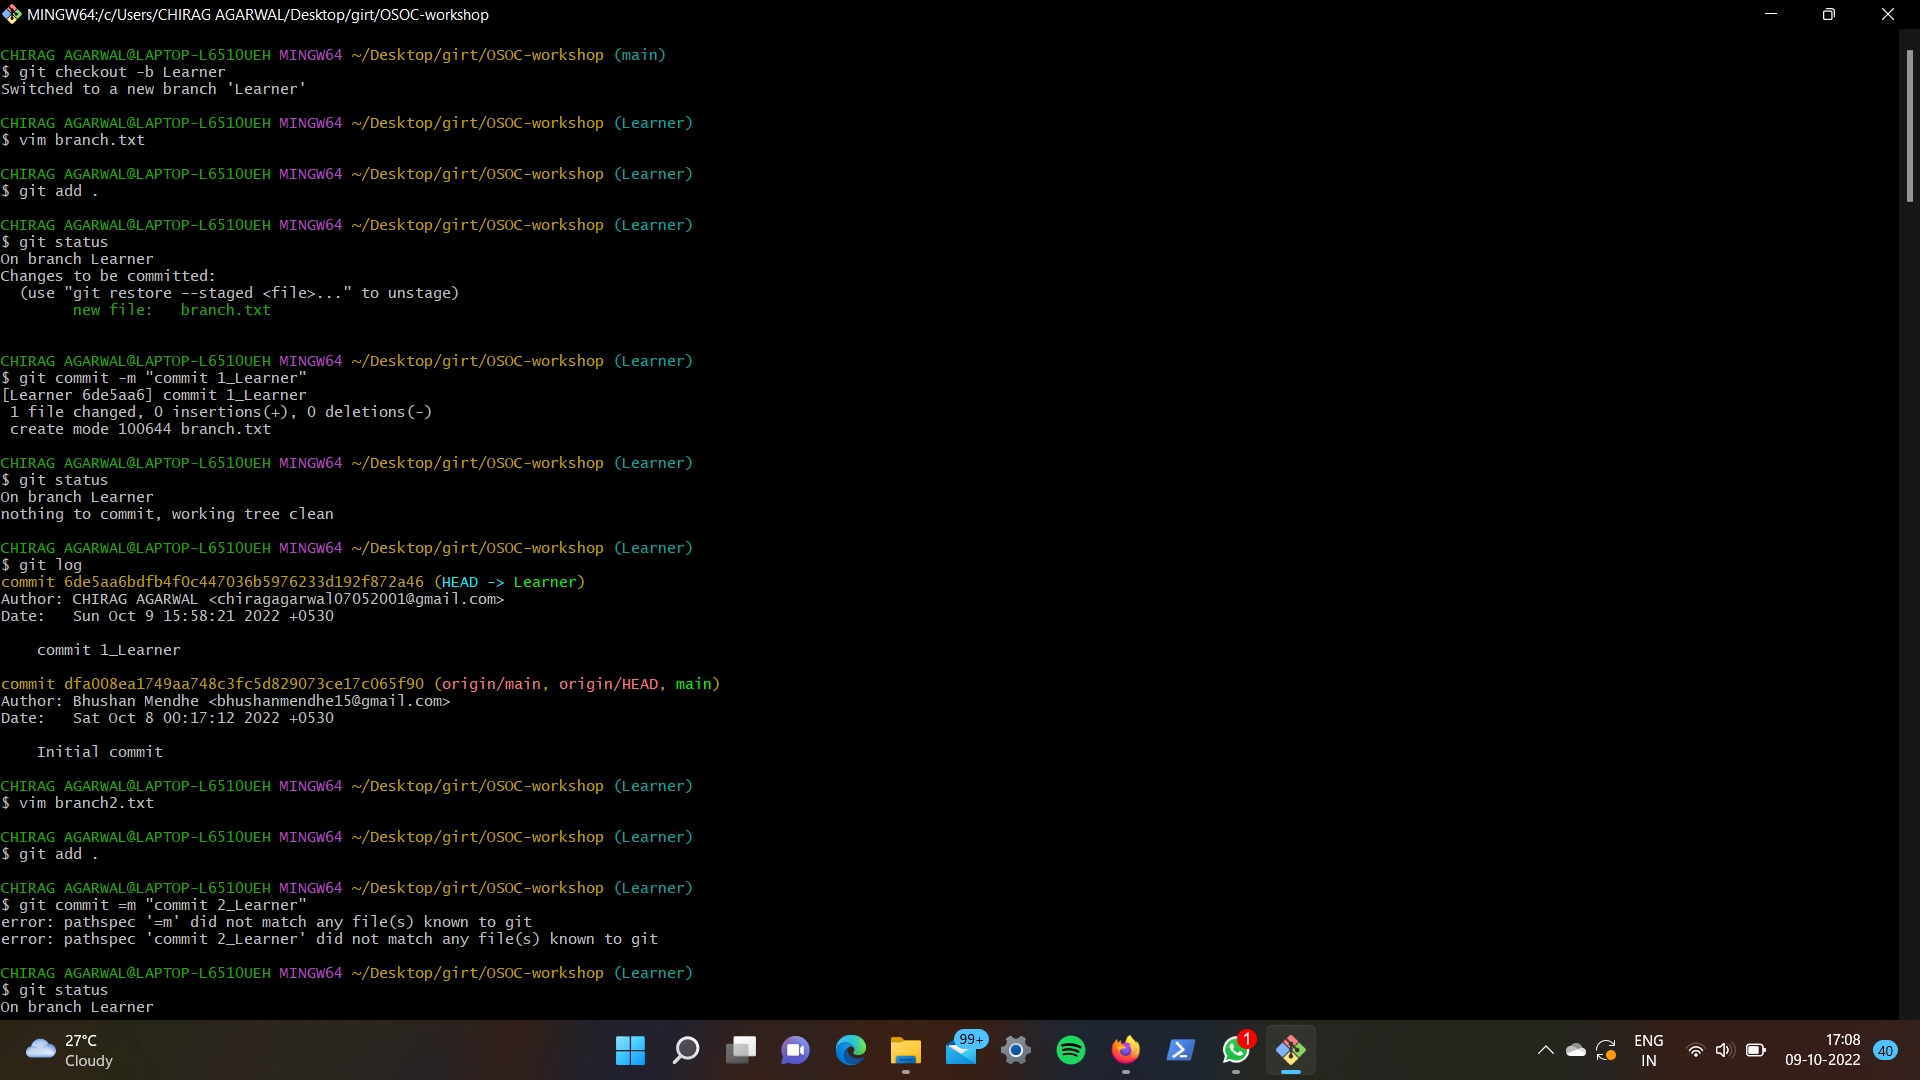 MINGW64:/c/Users/CHIRAG AGARWAL/Desktop/girt/OSOC-workshop
CHIRAG AGARWAL@LAPTOP-L651OUEH MINGW64 ~/Desktop/girt/OSOC-workshop (main)
$ git checkout -b Learner
Switched to a new branch 'Learner'
CHIRAG AGARWAL@LAPTOP-L651OUEH MINGW64 ~/Desktop/girt/OSOC-workshop (Learner)
$ vim branch.txt
CHIRAG AGARWAL@LAPTOP-L651OUEH MINGW64 ~/Desktop/girt/OSOC-workshop (Learner)
$ git add .
CHIRAG AGARWAL@LAPTOP-L651OUEH MINGW64 ~/Desktop/girt/OSOC-workshop (Learner)
$ git status
On branch Learner
Changes to be committed:
  (use "git restore --staged <file>..." to unstage)
        new file:   branch.txt
CHIRAG AGARWAL@LAPTOP-L651OUEH MINGW64 ~/Desktop/girt/OSOC-workshop (Learner)
$ git commit -m "commit 1_Learner"
[Learner 6de5aa6] commit 1_Learner
 1 file changed, 0 insertions(+), 0 deletions(-)
 create mode 100644 branch.txt
CHIRAG AGARWAL@LAPTOP-L651OUEH MINGW64 ~/Desktop/girt/OSOC-workshop (Learner)
$ git status
On branch Learner
nothing to commit, working tree clean
CHIRAG AGARWAL@LAPTOP-L651OUEH MINGW64 ~/Desktop/girt/OSOC-workshop (Learner)
$ git log
commit 6de5aa6bdfb4f0c447036b5976233d192f872a46 (HEAD -> Learner)
Author: CHIRAG AGARWAL <chiragagarwal07052001@gmail.com>
Date:   Sun Oct 9 15:58:21 2022 +0530
    commit 1_Learner
commit dfa008ea1749aa748c3fc5d829073ce17c065f90 (origin/main, origin/HEAD, main)
Author: Bhushan Mendhe <bhushanmendhe15@gmail.com>
Date:   Sat Oct 8 00:17:12 2022 +0530
    Initial commit
CHIRAG AGARWAL@LAPTOP-L651OUEH MINGW64 ~/Desktop/girt/OSOC-workshop (Learner)
$ vim branch2.txt
CHIRAG AGARWAL@LAPTOP-L651OUEH MINGW64 ~/Desktop/girt/OSOC-workshop (Learner)
$ git add .
CHIRAG AGARWAL@LAPTOP-L651OUEH MINGW64 ~/Desktop/girt/OSOC-workshop (Learner)
$ git commit =m "commit 2_Learner"
error: pathspec '=m' did not match any file(s) known to git
error: pathspec 'commit 2_Learner' did not match any file(s) known to git
CHIRAG AGARWAL@LAPTOP-L651OUEH MINGW64 ~/Desktop/girt/OSOC-workshop (Learner)
$ git status
On branch Learner
27°C
Cloudy
99+
1
ENG
IN
17:08
09-10-2022
40